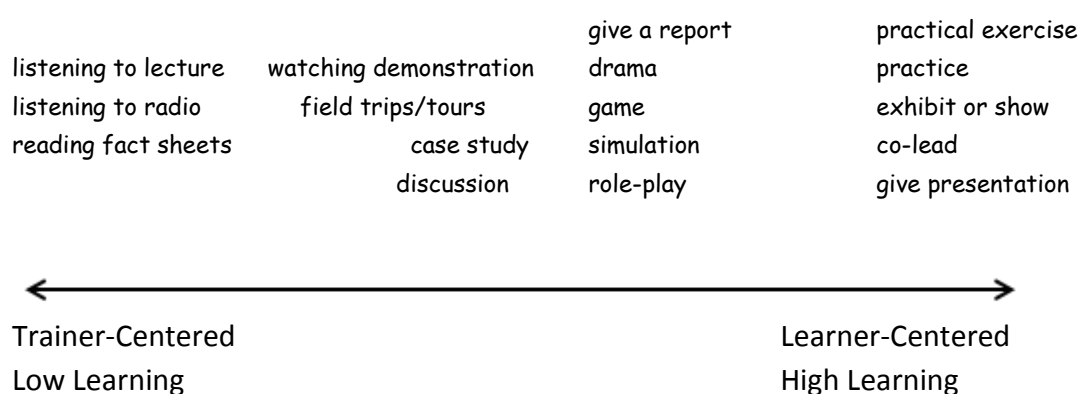 give a report practical exercise
listening to lecture watching demonstration drama practice
listening to radio field trips/tours game exhibit or show
reading fact sheets case study simulation co-lead
discussion role-play give presentation
Trainer-Centered Learner-Centered
Low Learning High Learning